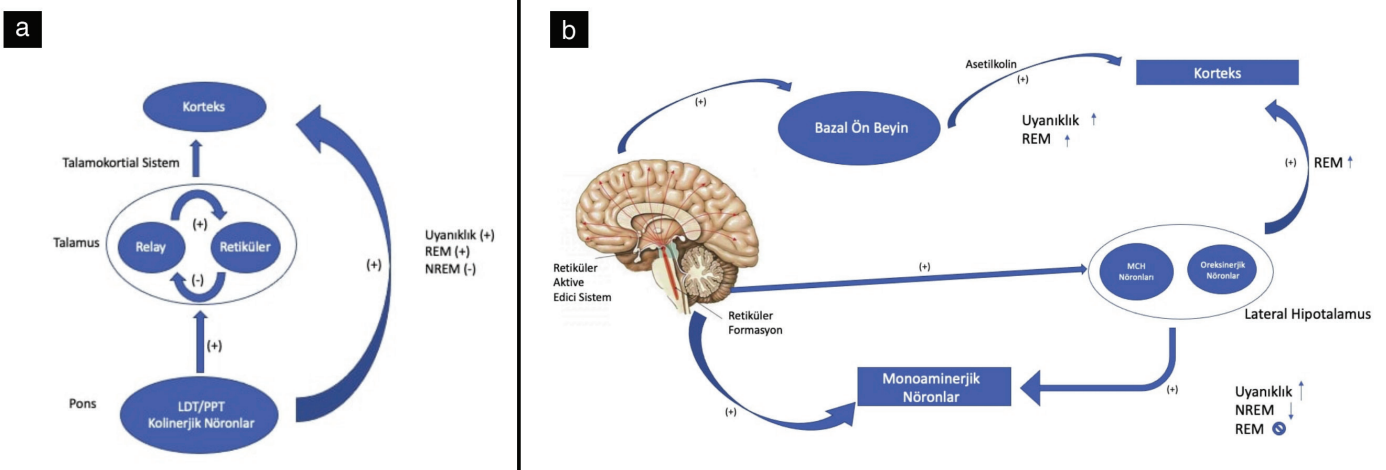 a
Korteks
Talamokortial Sistem
(+)
Talamus
Relay
Retiküler
(-)
(+)
Pons
LDT/PPT
Kolinerjik Nöronlar
(+)
Uyanıklık (+)
REM (+)
NREM (-)
b
(+)
Bazal Ön Beyin
Asetilkolin
(+)
Korteks
Uyanıklık ↑
REM ↑
(+)
REM ↑
Retiküler
Aktive
Edici Sistem
Retiküler
Formasyon
(+)
MCH
Nöronları
Oreksinerjik
Nöronlar
Lateral Hipotalamus
(+)
Monoaminerjik
Nöronlar
(+)
Uyanıklık ↑
NREM ↓
REM 🛇